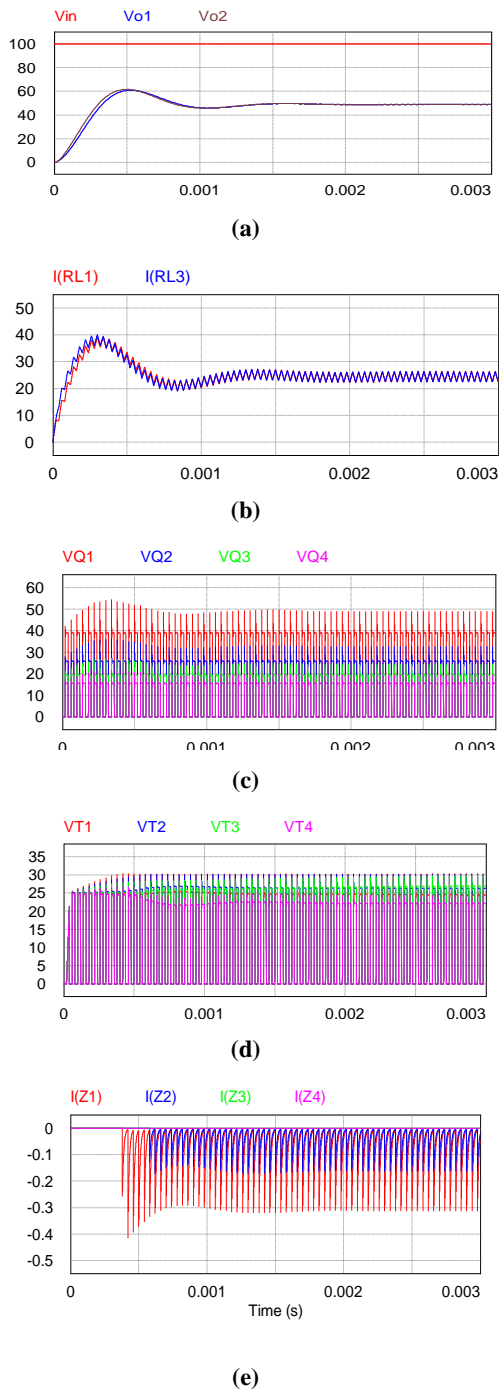 Vin Vo1 Vo2
100
80
60
40
20
0
0 0.001 0.002 0.003
(a)
I(RL1) I(RL3)
50
40
30
20
10
0
0 0.001 0.002 0.003
(b)
VQ1 VQ2 VQ3 VQ4
60
50
40
30
20
10
0
0 0.001 0.002 0.003
(c)
VT1 VT2 VT3 VT4
35
30
25
20
15
10
5
0
0 0.001 0.002 0.003
(d)
I(Z1) I(Z2) I(Z3) I(Z4)
0
-0.1
-0.2
-0.3
-0.4
-0.5
0 0.001 0.002 0.003
Time (s)
(e)